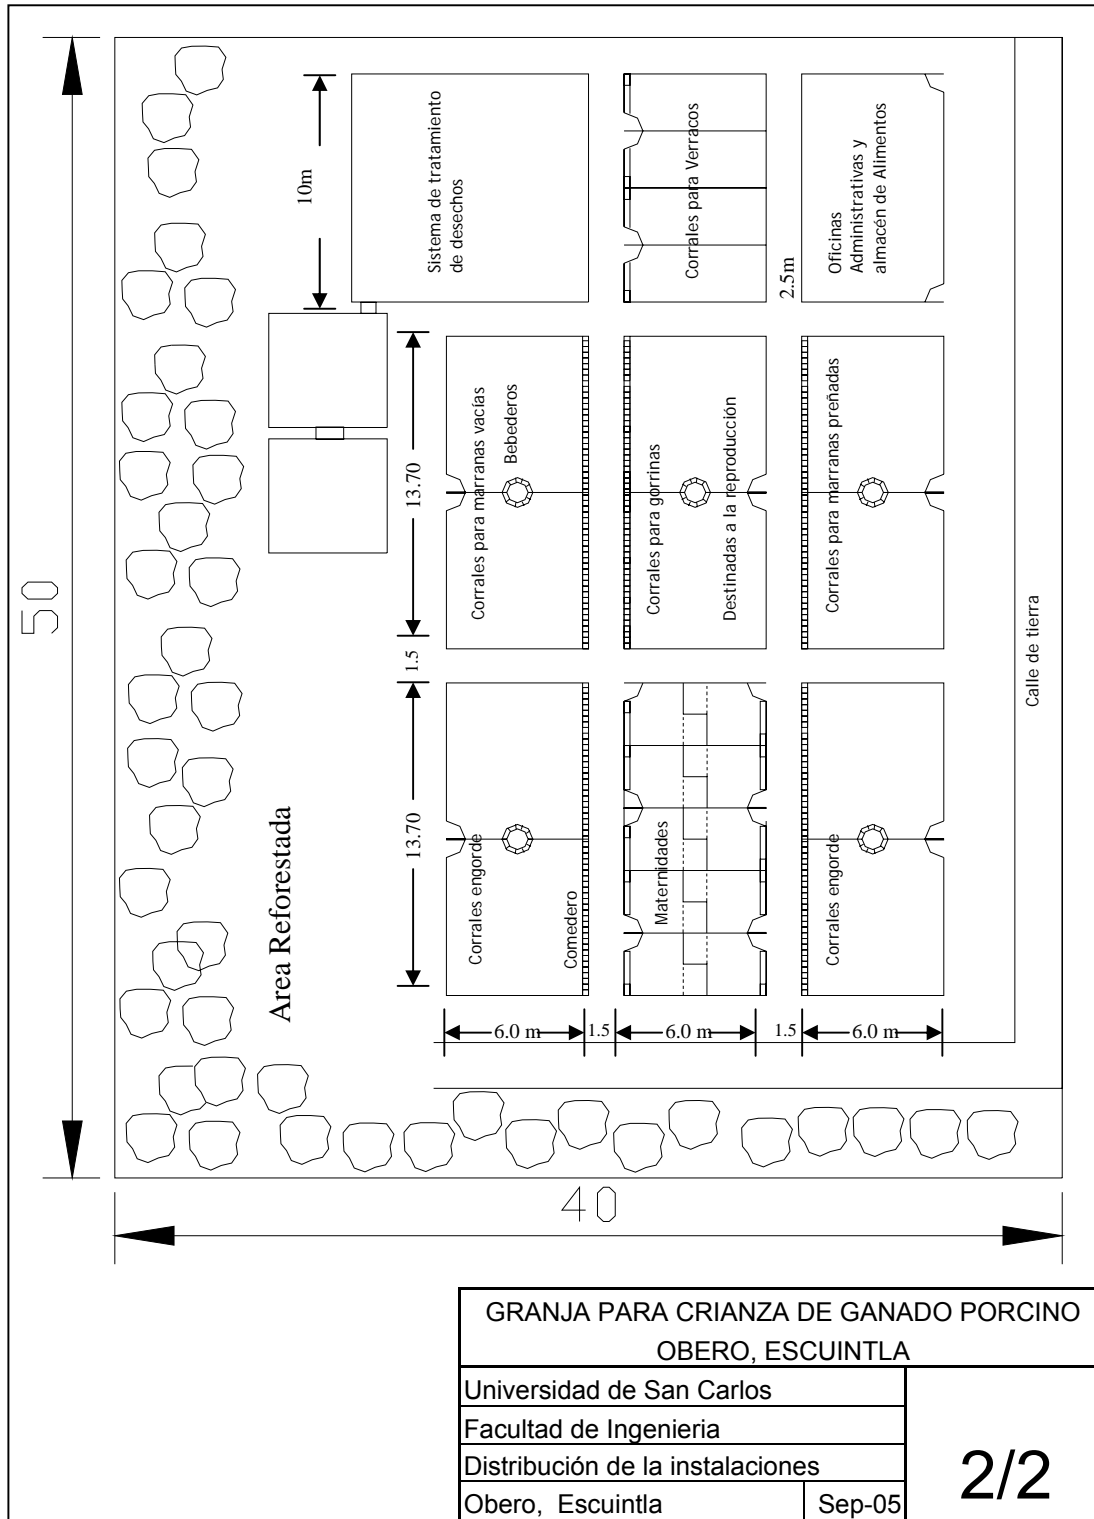 10m
Sistema de tratamiento
de desechos
Corrales para Verracos
Oficinas
Administrativas y
almacén de Alimentos
2.5m
13.70
Corrales para marranas vacías
Bebederos
Corrales para gorrinas
Destinadas a la reproducción
Corrales para marranas preñadas
50
1.5
Calle de tierra
13.70
Area Reforestada
Corrales engorde
Comedero
Maternidades
Corrales engorde
6.0 m
1.5
6.0 m
1.5
6.0 m
40
GRANJA PARA CRIANZA DE GANADO PORCINO
OBERO, ESCUINTLA
Universidad de San Carlos
Facultad de Ingenieria
Distribución de la instalaciones
Obero, Escuintla
Sep-05
2/2